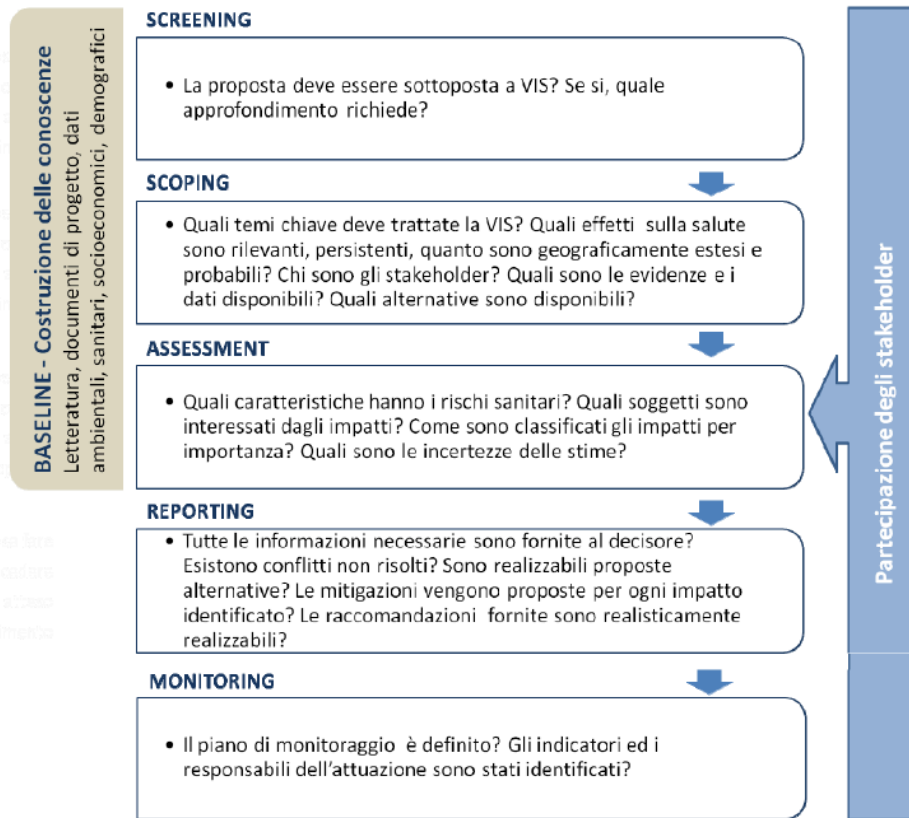 BASELINE - Costruzione delle conoscenze
Letteratura, documenti di progetto, dati
ambientali, sanitari, socioeconomici, demografici
SCREENING
• La proposta deve essere sottoposta a VIS? Se si, quale
approfondimento richiede?
SCOPING
• Quali temi chiave deve trattate la VIS? Quali effetti sulla salute
sono rilevanti, persistenti, quanto sono geograficamente estesi e
probabili? Chi sono gli stakeholder? Quali sono le evidenze e i
dati disponibili? Quali alternative sono disponibili?
ASSESSMENT
• Quali caratteristiche hanno i rischi sanitari? Quali soggetti sono
interessati dagli impatti? Come sono classificati gli impatti per
importanza? Quali sono le incertezze delle stime?
REPORTING
• Tutte le informazioni necessarie sono fornite al decisore?
Esistono conflitti non risolti? Sono realizzabili proposte
alternative? Le mitigazioni vengono proposte per ogni impatto
identificato? Le raccomandazioni fornite sono realisticamente
realizzabili?
MONITORING
• Il piano di monitoraggio è definito? Gli indicatori ed i
responsabili dell'attuazione sono stati identificati?
Partecipazione degli stakeholder